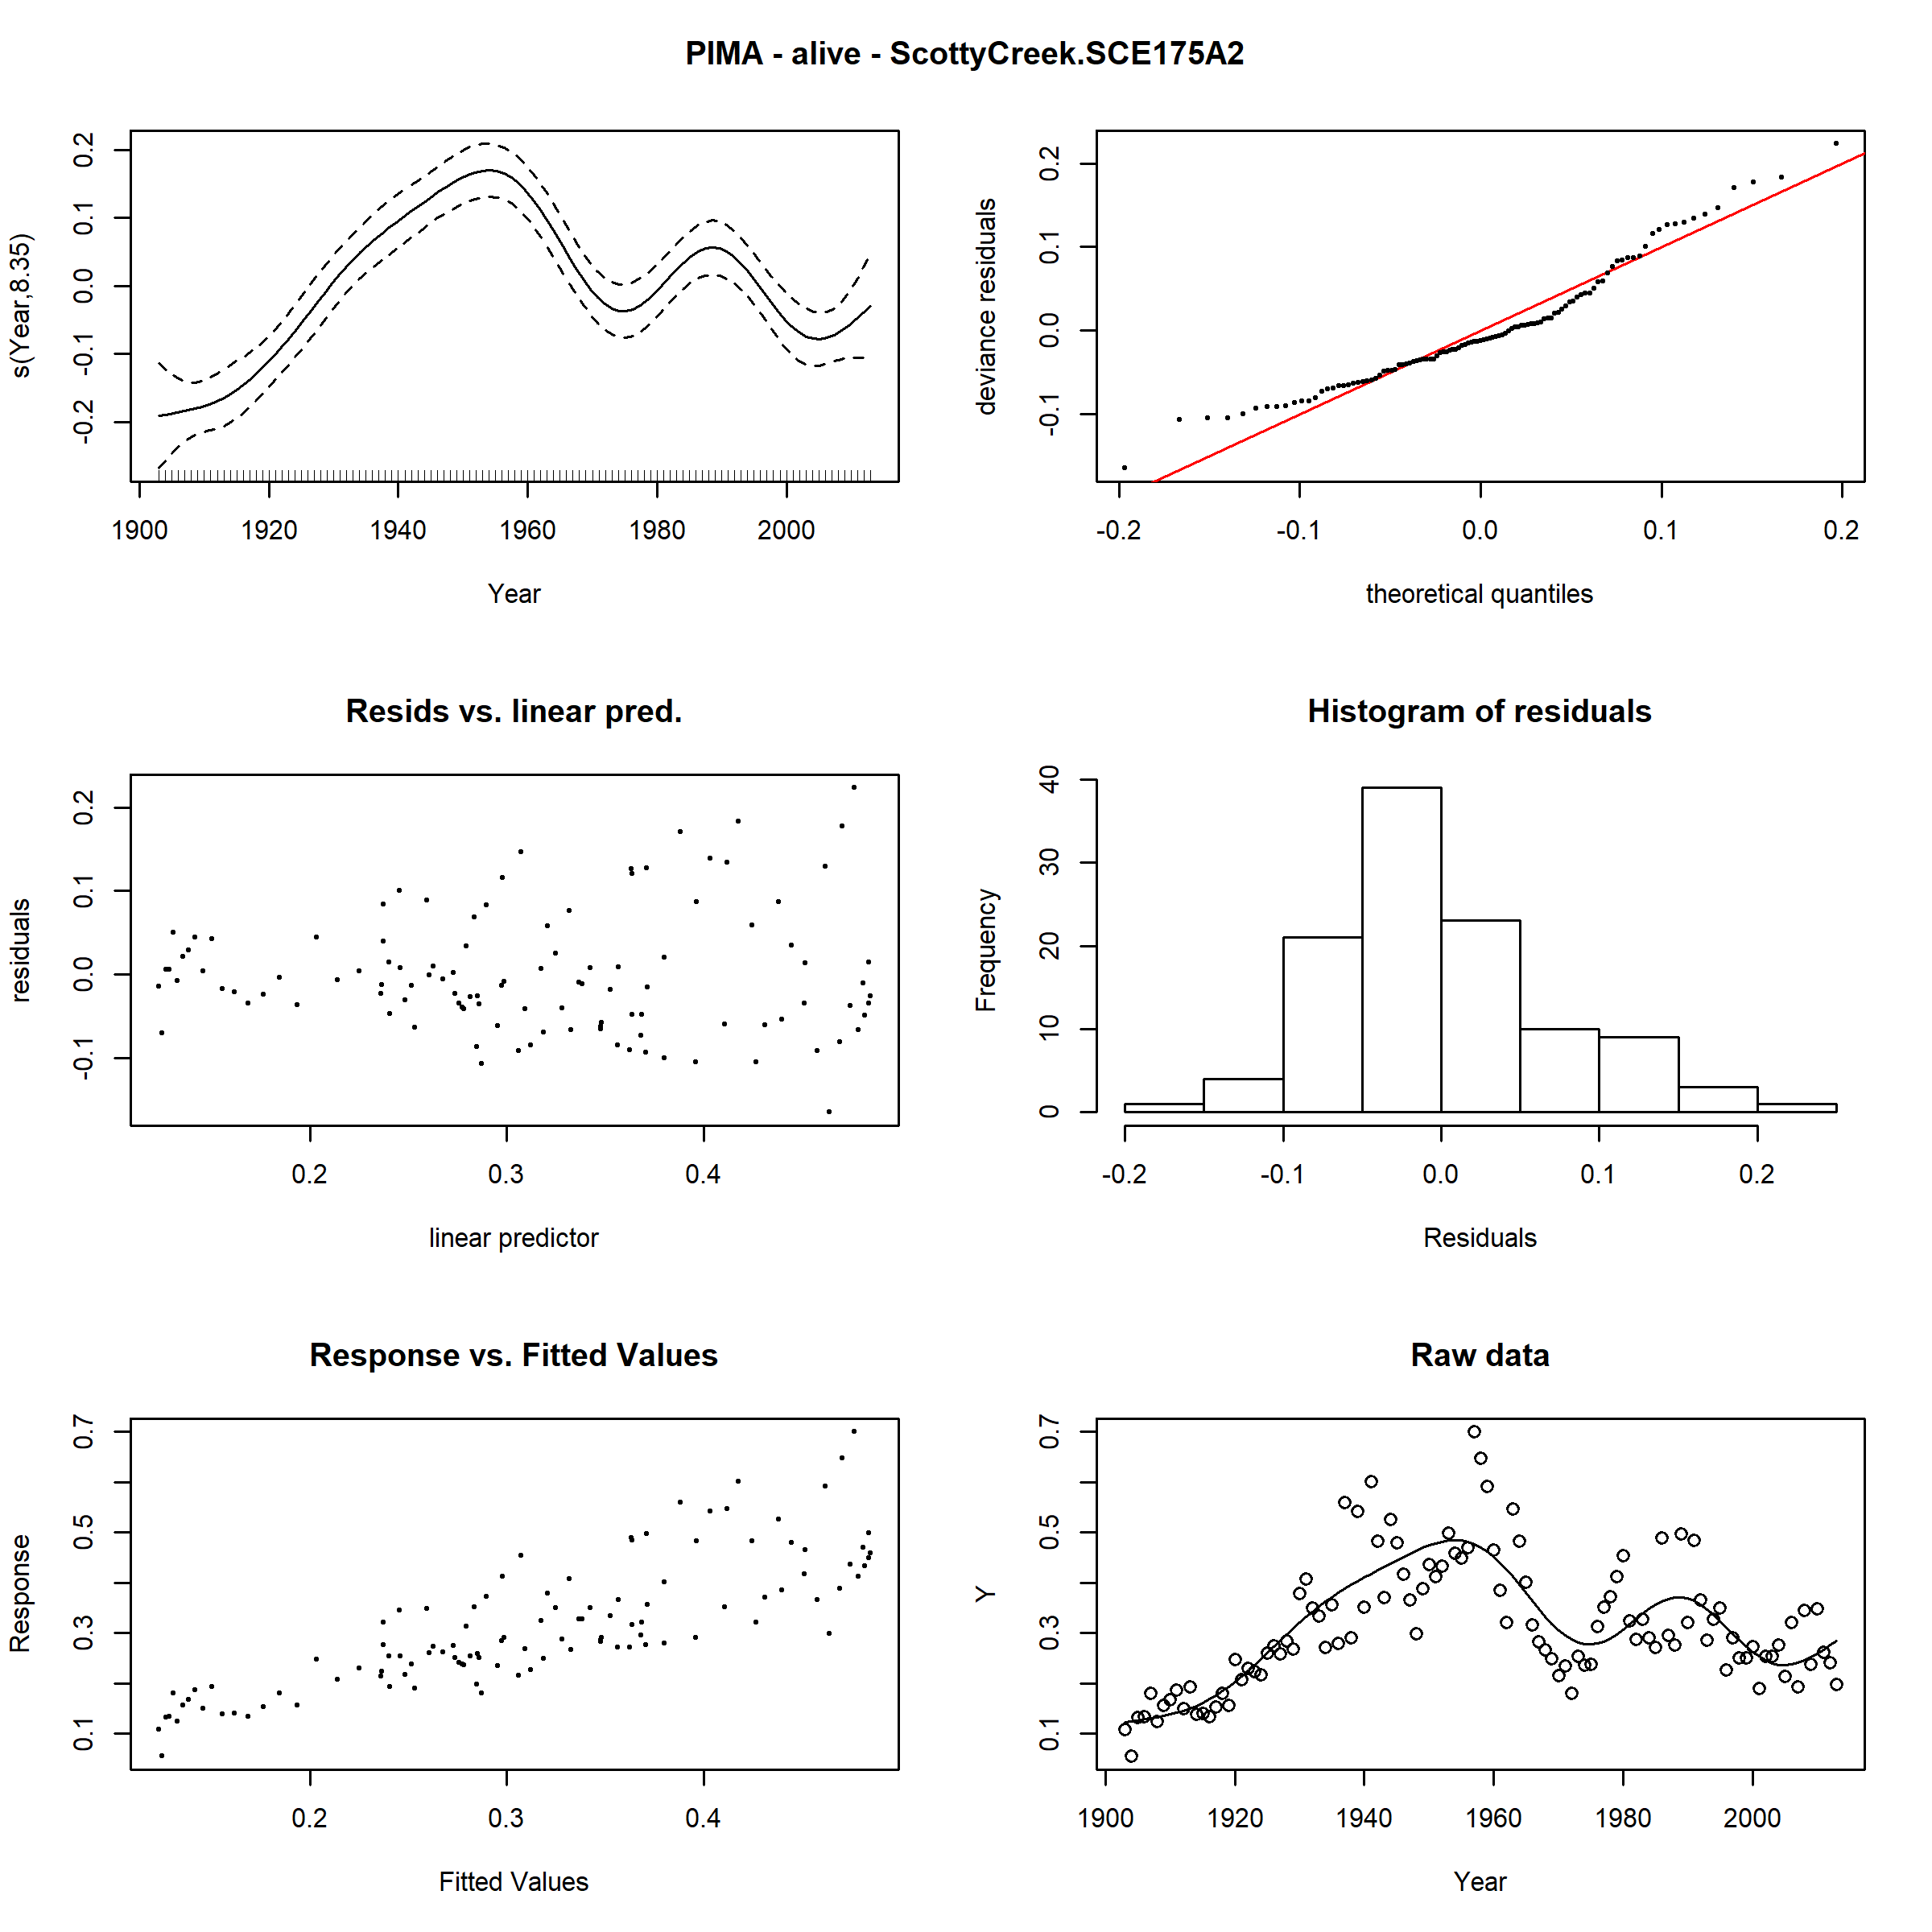 PIMA - alive - ScottyCreek.SCE175A2
s(Year,8.35)
-0.2 -0.1 0.0 0.1 0.2
1900 1920 1940 1960 1980 2000
Year
deviance residuals
-0.1 0.0 0.1 0.2
-0.2 -0.1 0.0 0.1 0.2
theoretical quantiles
Resids vs. linear pred.
residuals
-0.1 0.0 0.1 0.2
0.2 0.3 0.4
linear predictor
Histogram of residuals
Frequency
0 10 20 30 40
-0.2 -0.1 0.0 0.1 0.2
Residuals
Response vs. Fitted Values
Response
0.1 0.3 0.5 0.7
0.2 0.3 0.4
Fitted Values
Raw data
Y
0.1 0.3 0.5 0.7
1900 1920 1940 1960 1980 2000
Year